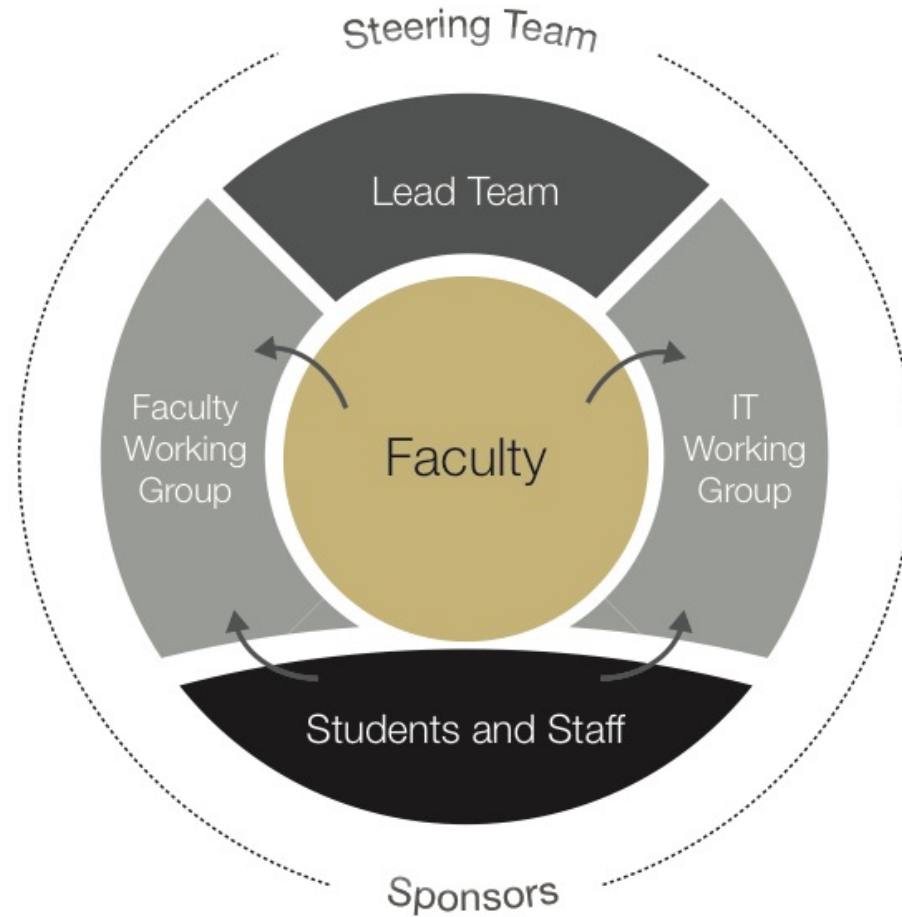 Steering Team
Lead Team
Faculty
Working
Group
Faculty
IT
Working
Group
Students and Staff
Sponsors